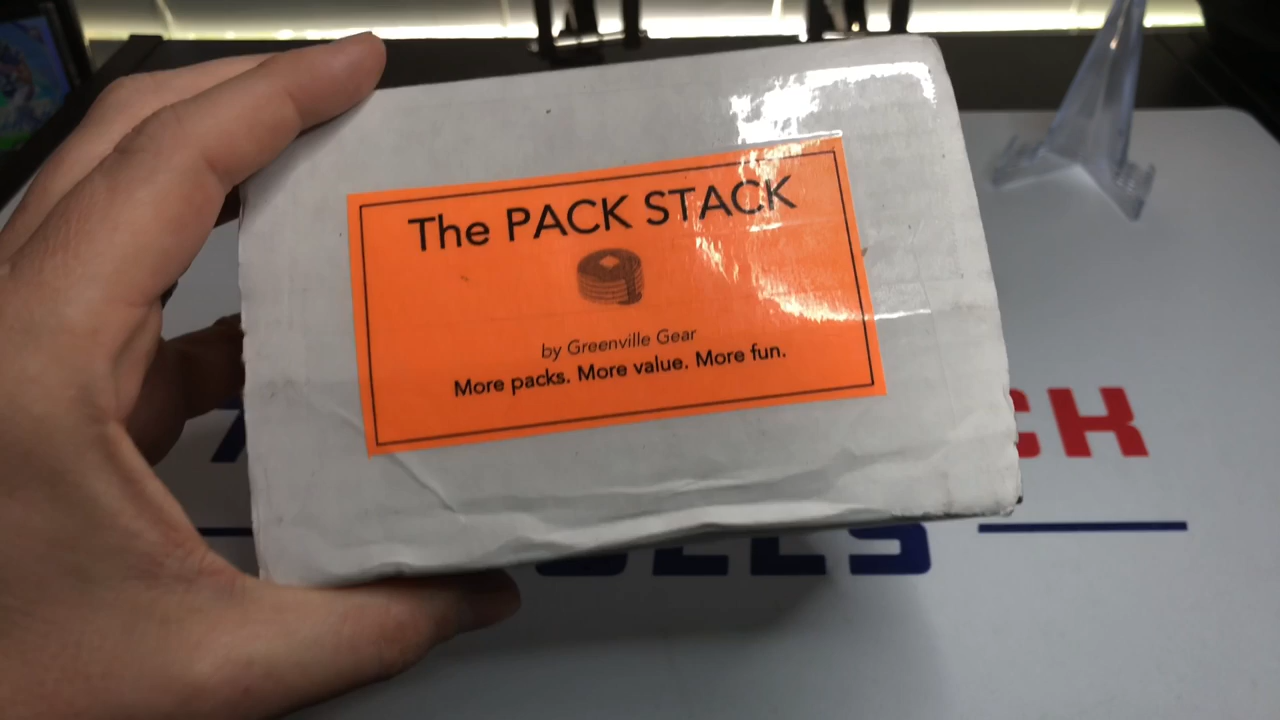 The PACK STACK
by Greenville Gear
More packs. More value. More fun.